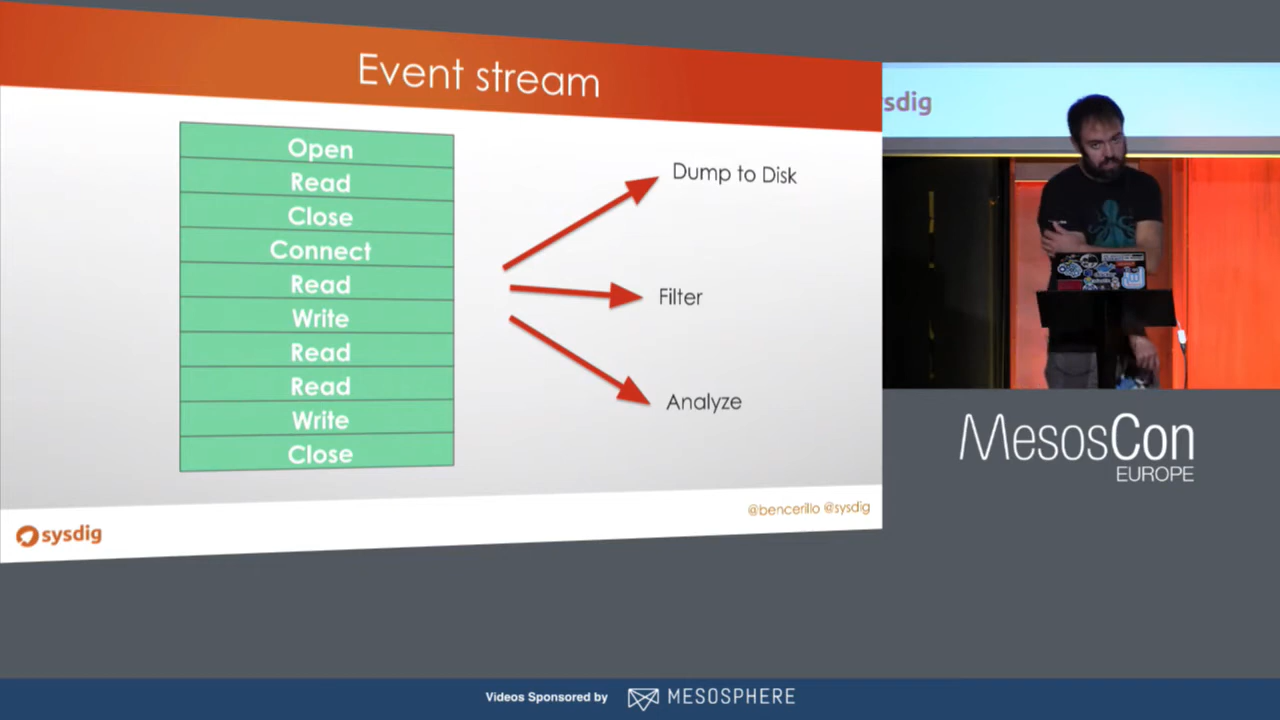 Event stream
Open
Read
Close
Connect
Read
Write
Read
Read
Write
Close
Dump to Disk
Filter
Analyze
@bencerillo @sysdig
sysdig
sdig
MesosCon
EUROPE
Videos Sponsored by MESOSPHERE